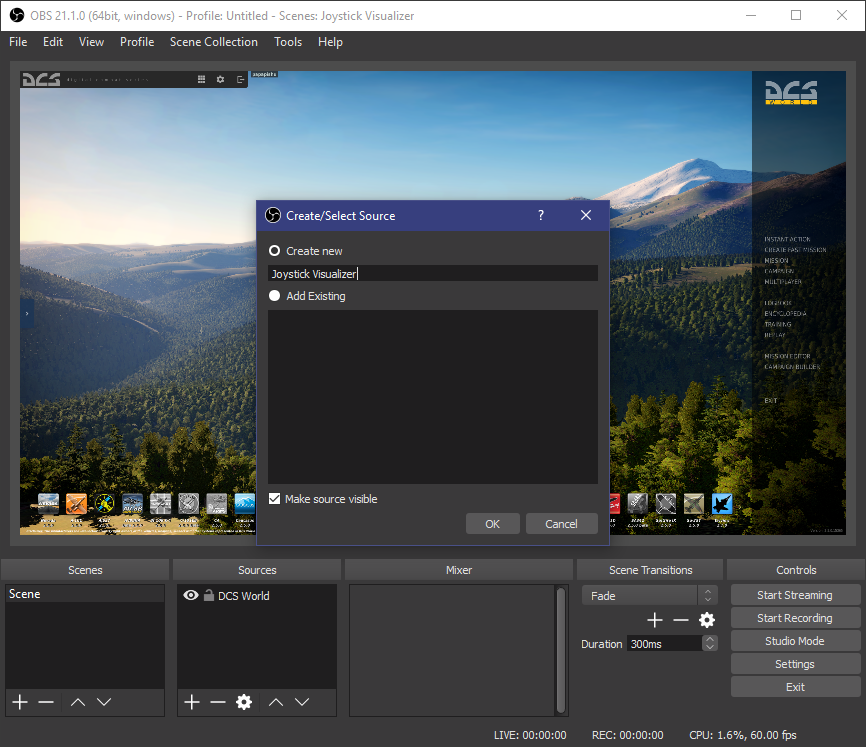 OBS 21.1.0 (64bit, windows) - Profile: Untitled - Scenes: Joystick Visualizer
File Edit View Profile Scene Collection Tools Help
DCS
DCS
WORLD
INSTANT ACTION
CREATE FAST MISSION
MISSION
CAMPAIGN
MULTIPLAYER
LOGBOOK
ENCYCLOPEDIA
TRAINING
REPLAY
MISSION EDITOR
CAMPAIGN BUILDER
EXIT
Create/Select Source ?
Create new
Joystick Visualizer
Add Existing
Make source visible
OK Cancel
Scenes Sources Mixer Scene Transitions Controls
Scene
DCS World
Fade
Duration 300ms
Start Streaming
Start Recording
Studio Mode
Settings
Exit
LIVE: 00:00:00 REC: 00:00:00 CPU: 1.6%, 60.00 fps